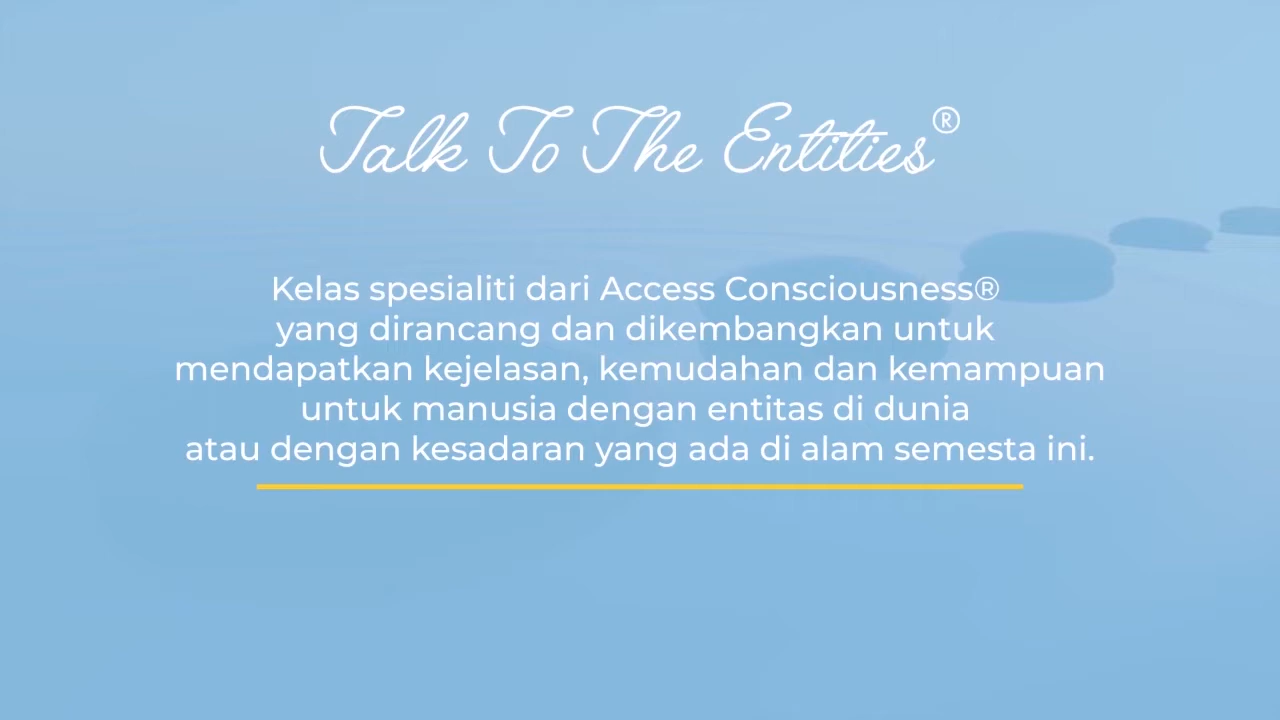 Talk To The Entities®
Kelas spesialiti dari Access Consciousness®
yang dirancang dan dikembangkan untuk
mendapatkan kejelasan, kemudahan dan kemampuan
untuk manusia dengan entitas di dunia
atau dengan kesadaran yang ada di alam semesta ini.